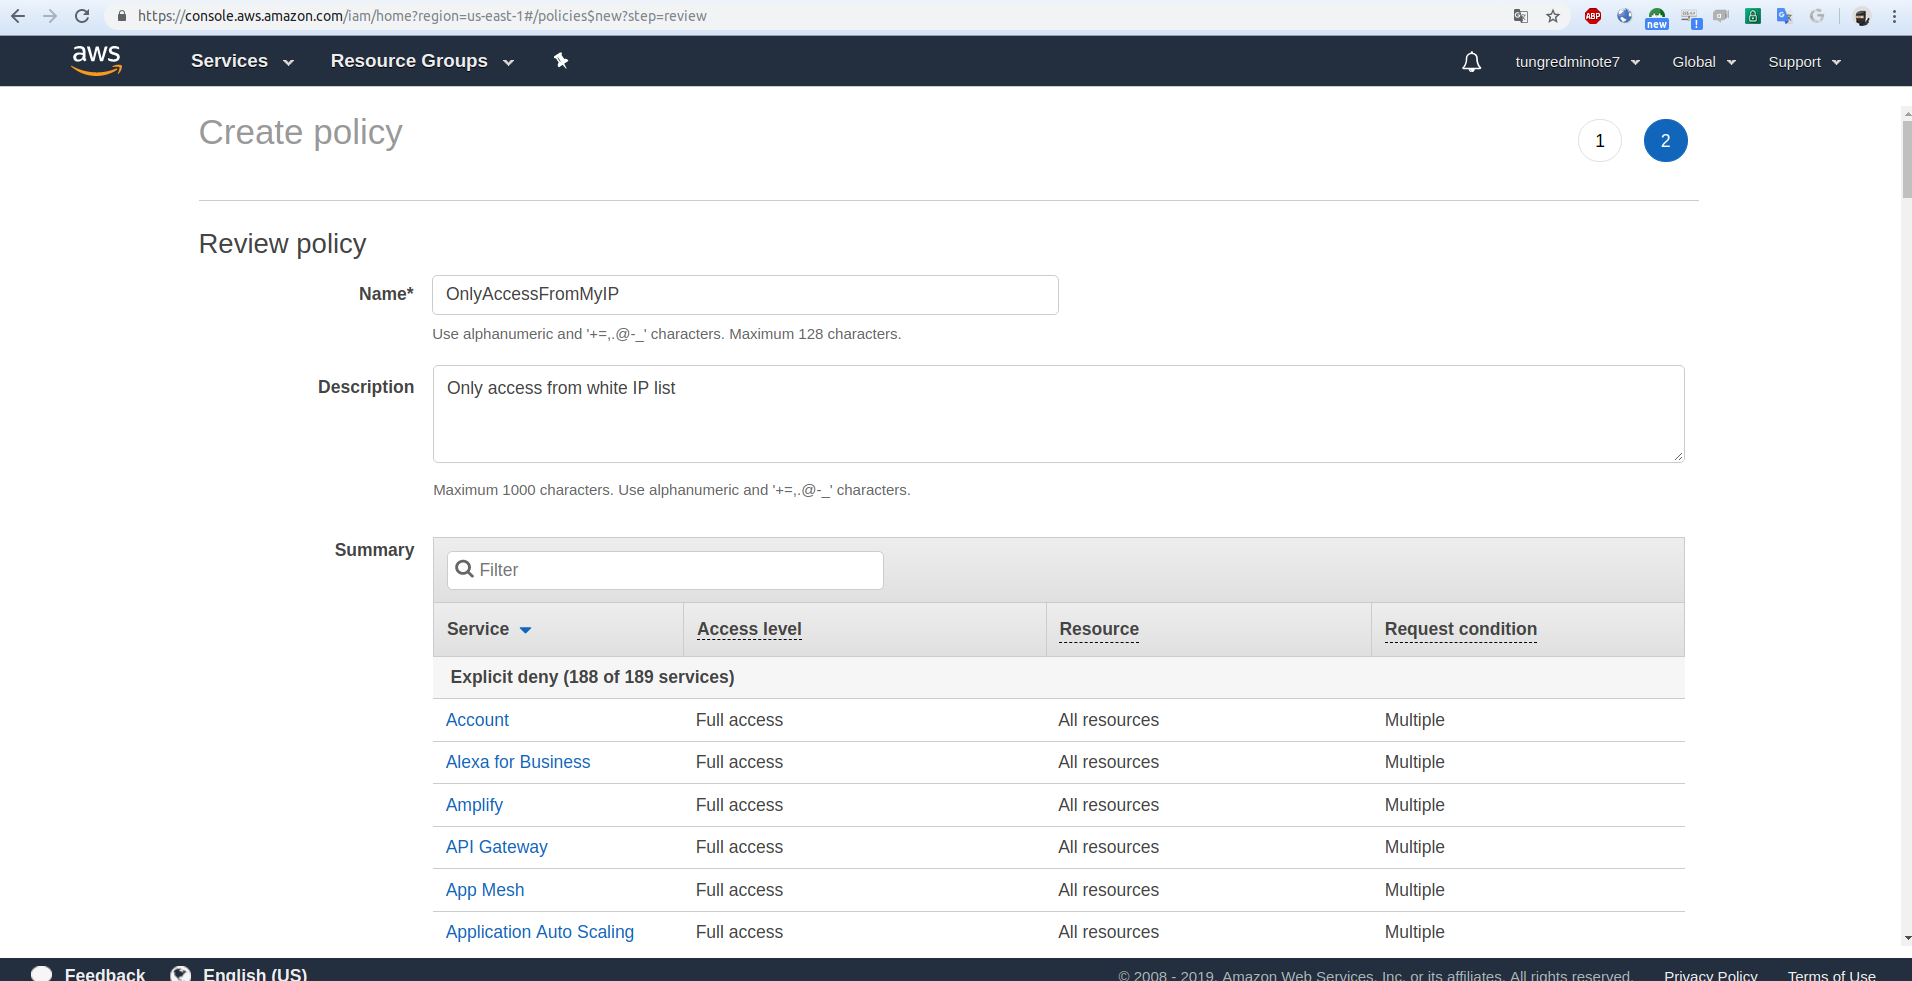 https://console.aws.amazon.com/iam/home?region=us-east-1#/policies$new?step=review
ABP
new
aws
Services
Resource Groups
tungredminote7
Global
Support
Create policy
1
2
Review policy
Name*
OnlyAccessFromMyIP
Use alphanumeric and '+=,.@-_' characters. Maximum 128 characters.
Description
Only access from white IP list
Maximum 1000 characters. Use alphanumeric and '+=,.@-_' characters.
Summary
Filter
Service Access level Resource Request condition
Explicit deny (188 of 189 services)
Account Full access All resources Multiple
Alexa for Business Full access All resources Multiple
Amplify Full access All resources Multiple
API Gateway Full access All resources Multiple
App Mesh Full access All resources Multiple
Application Auto Scaling Full access All resources Multiple
Feedback English (US)
© 2008 - 2019, Amazon Web Services, Inc. or its affiliates. All rights reserved. Privacy Policy Terms of Use